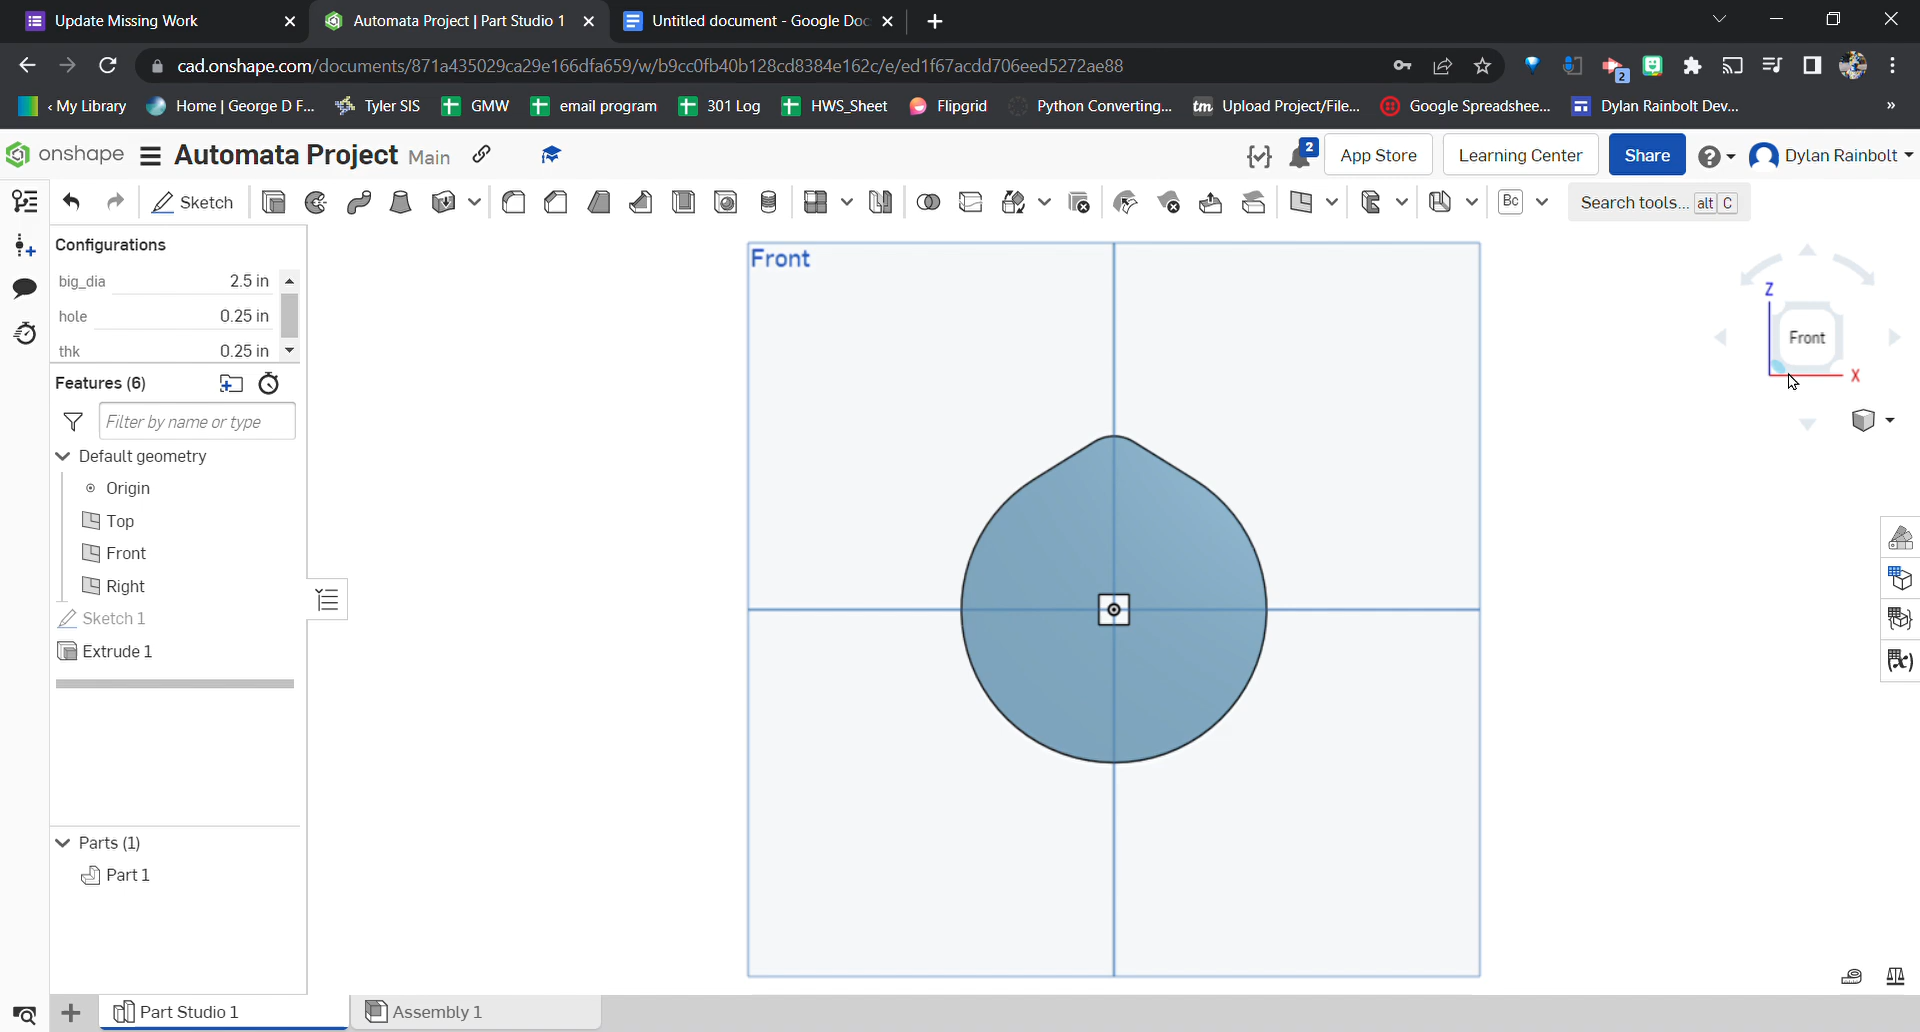 Update Missing Work
Automata Project | Part Studio 1
Untitled document - Google Doc
cad.onshape.com/documents/871a435029ca29e166dfa659/w/b9cc0fb40b128cd8384e162c/e/ed1f67acdd706eed5272ae88
2
‹ My Library
Home | George D F...
Tyler SIS
GMW
email program
301 Log
HWS_Sheet
Flipgrid
Python Converting...
tm Upload Project/File...
Google Spreadshee...
Dylan Rainbolt Dev...
»
onshape
Automata Project Main
2
App Store
Learning Center
Share
Dylan Rainbolt
Sketch
Bc
Search tools... alt C
Configurations
big_dia 2.5 in
hole 0.25 in
thk 0.25 in
Features (6)
Filter by name or type
Default geometry
Origin
Top
Front
Right
Sketch 1
Extrude 1
Parts (1)
Part 1
Front
Z
Front
X
(x)
Part Studio 1
Assembly 1